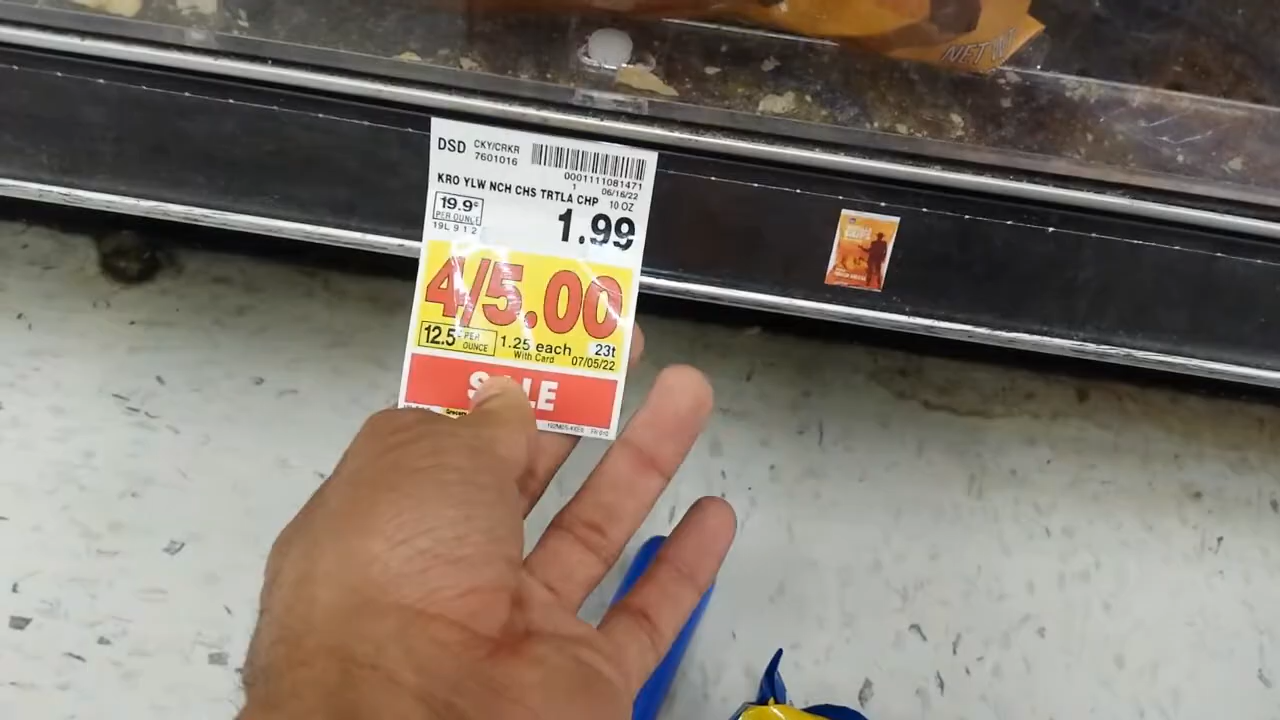 NETW
DSD CKY/CRKR
7601016
0001111081471
1 06/16/22
KRO YLW NCH CHS TRTLA CHP 10 OZ
19.9¢
PER OUNCE
1.99
19L 9 1 2
4/5.00
12.5¢ PER OUNCE
1.25 each 23t
With Card 07/05/22
SALE